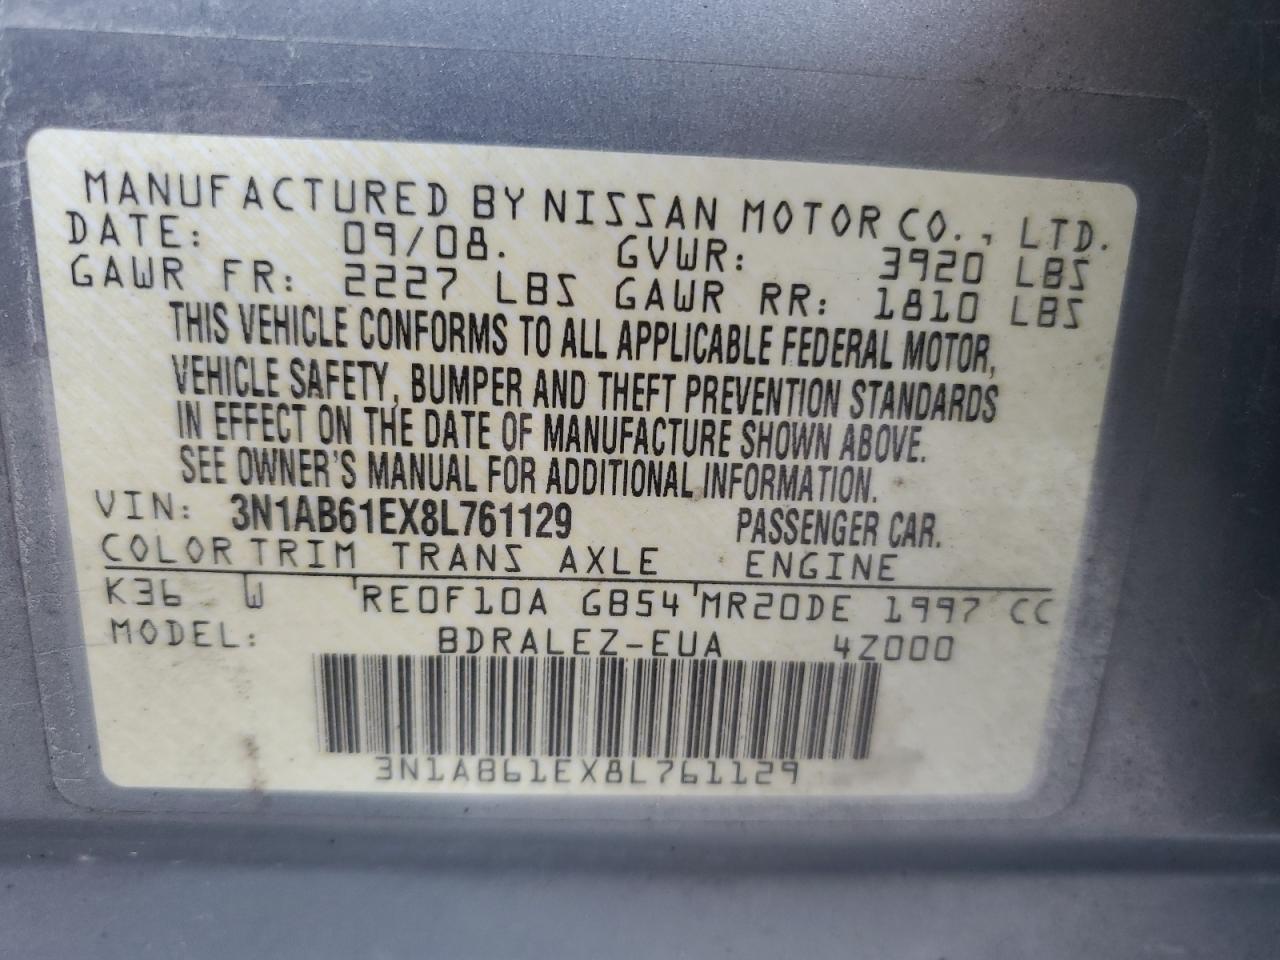 MANUFACTURED BY NISSAN MOTOR CO., LTD.
DATE: 09/08. GVWR: 3920 LBS
GAWR FR: 2227 LBS GAWR RR: 1810 LBS
THIS VEHICLE CONFORMS TO ALL APPLICABLE FEDERAL MOTOR,
VEHICLE SAFETY, BUMPER AND THEFT PREVENTION STANDARDS
IN EFFECT ON THE DATE OF MANUFACTURE SHOWN ABOVE.
SEE OWNER'S MANUAL FOR ADDITIONAL INFORMATION.
VIN: 3N1AB61EX8L761129 PASSENGER CAR.
COLOR TRIM TRANS AXLE ENGINE
K36 W RE0F10A GB54 MR20DE 1997 CC
MODEL: BDRALEZ-EUA 4Z000
3N1AB61EX8L761129